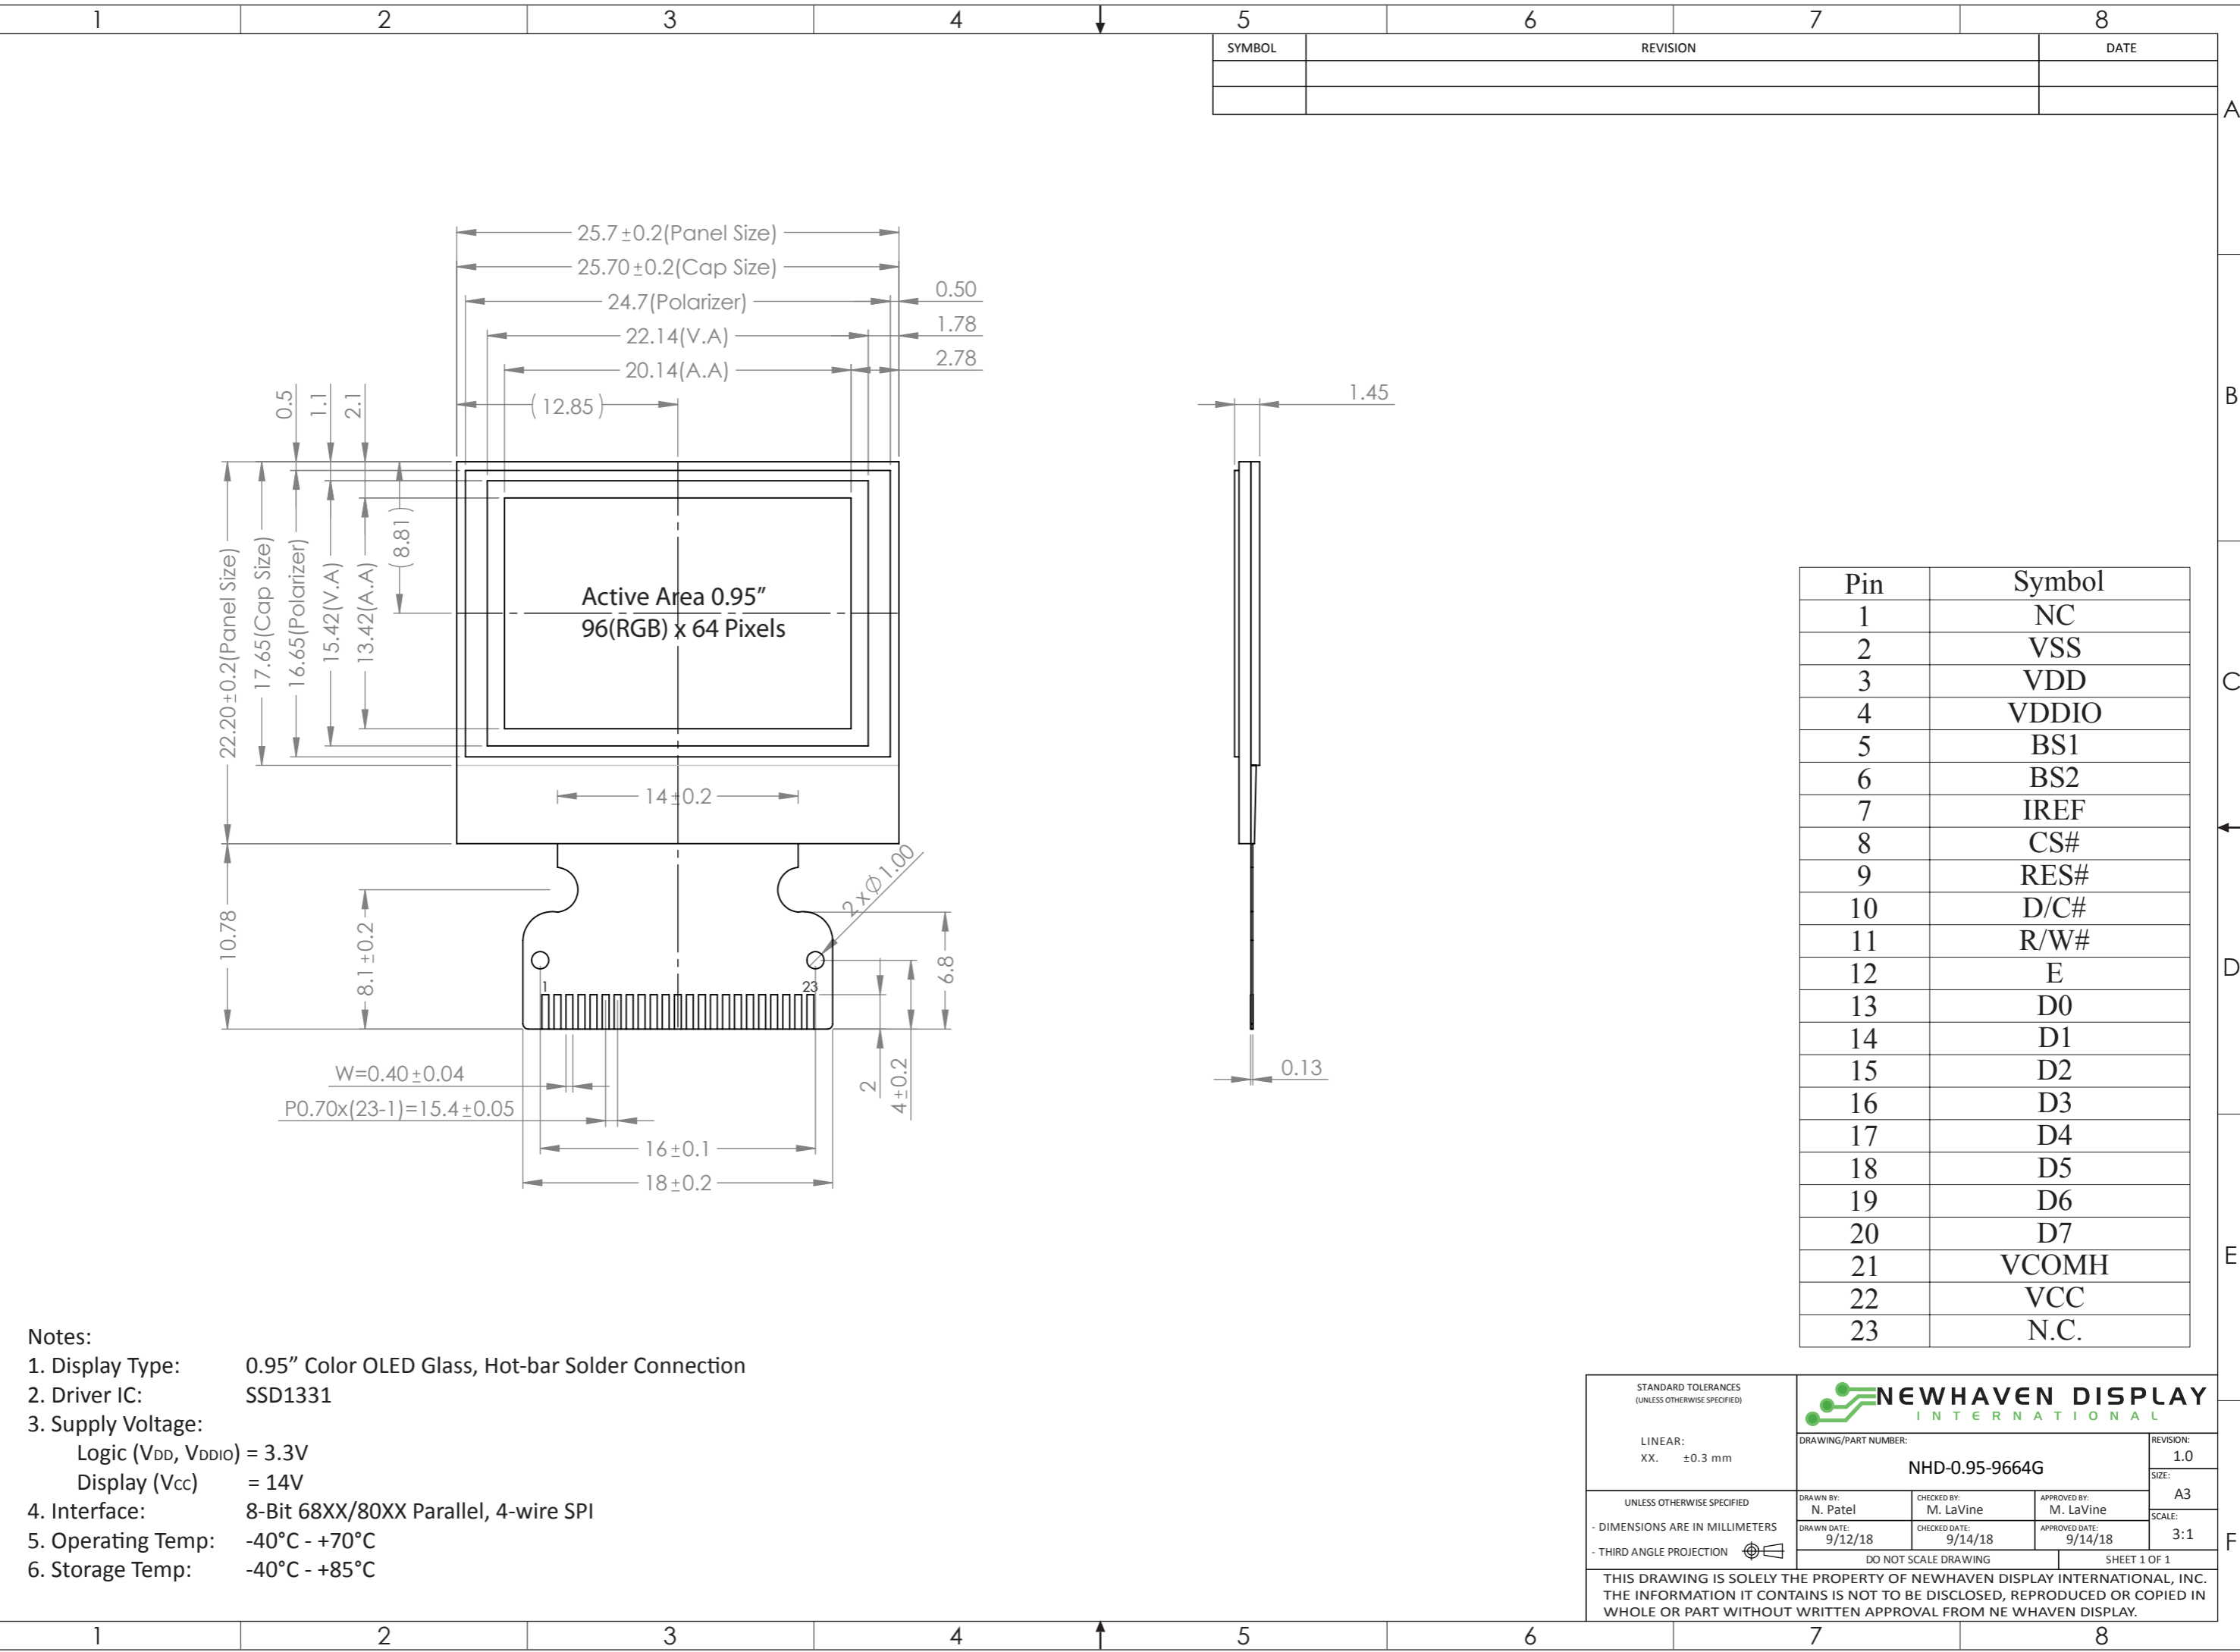 1 2 3 4 5 6 7 8
SYMBOL REVISION DATE
A
B
C
D
E
F
25.7±0.2(Panel Size)
25.70±0.2(Cap Size)
24.7(Polarizer) 0.50
22.14(V.A) 1.78
20.14(A.A) 2.78
(12.85)
0.5
1.1
2.1
22.20±0.2(Panel Size)
17.65(Cap Size)
16.65(Polarizer)
15.42(V.A)
13.42(A.A)
(8.81)
Active Area 0.95”
96(RGB) x 64 Pixels
14±0.2
10.78
8.1±0.2
2xØ1.00
6.8
1 23
2
4±0.2
W=0.40±0.04
P0.70x(23-1)=15.4±0.05
16±0.1
18±0.2
1.45
0.13
Pin Symbol
1 NC
2 VSS
3 VDD
4 VDDIO
5 BS1
6 BS2
7 IREF
8 CS#
9 RES#
10 D/C#
11 R/W#
12 E
13 D0
14 D1
15 D2
16 D3
17 D4
18 D5
19 D6
20 D7
21 VCOMH
22 VCC
23 N.C.
Notes:
1. Display Type: 0.95” Color OLED Glass, Hot-bar Solder Connection
2. Driver IC: SSD1331
3. Supply Voltage:
Logic (VDD, VDDIO) = 3.3V
Display (VCC) = 14V
4. Interface: 8-Bit 68XX/80XX Parallel, 4-wire SPI
5. Operating Temp: -40°C - +70°C
6. Storage Temp: -40°C - +85°C
STANDARD TOLERANCES
(UNLESS OTHERWISE SPECIFIED)
LINEAR:
XX. ±0.3 mm
UNLESS OTHERWISE SPECIFIED
- DIMENSIONS ARE IN MILLIMETERS
- THIRD ANGLE PROJECTION
NEWHAVEN DISPLAY
INTERNATIONAL
DRAWING/PART NUMBER:
NHD-0.95-9664G
REVISION:
1.0
SIZE:
A3
SCALE:
3:1
DRAWN BY: CHECKED BY: APPROVED BY:
N. Patel M. LaVine M. LaVine
DRAWN DATE: CHECKED DATE: APPROVED DATE:
9/12/18 9/14/18 9/14/18
DO NOT SCALE DRAWING SHEET 1 OF 1
THIS DRAWING IS SOLELY THE PROPERTY OF NEWHAVEN DISPLAY INTERNATIONAL, INC.
THE INFORMATION IT CONTAINS IS NOT TO BE DISCLOSED, REPRODUCED OR COPIED IN
WHOLE OR PART WITHOUT WRITTEN APPROVAL FROM NE WHAVEN DISPLAY.
1 2 3 4 5 6 7 8